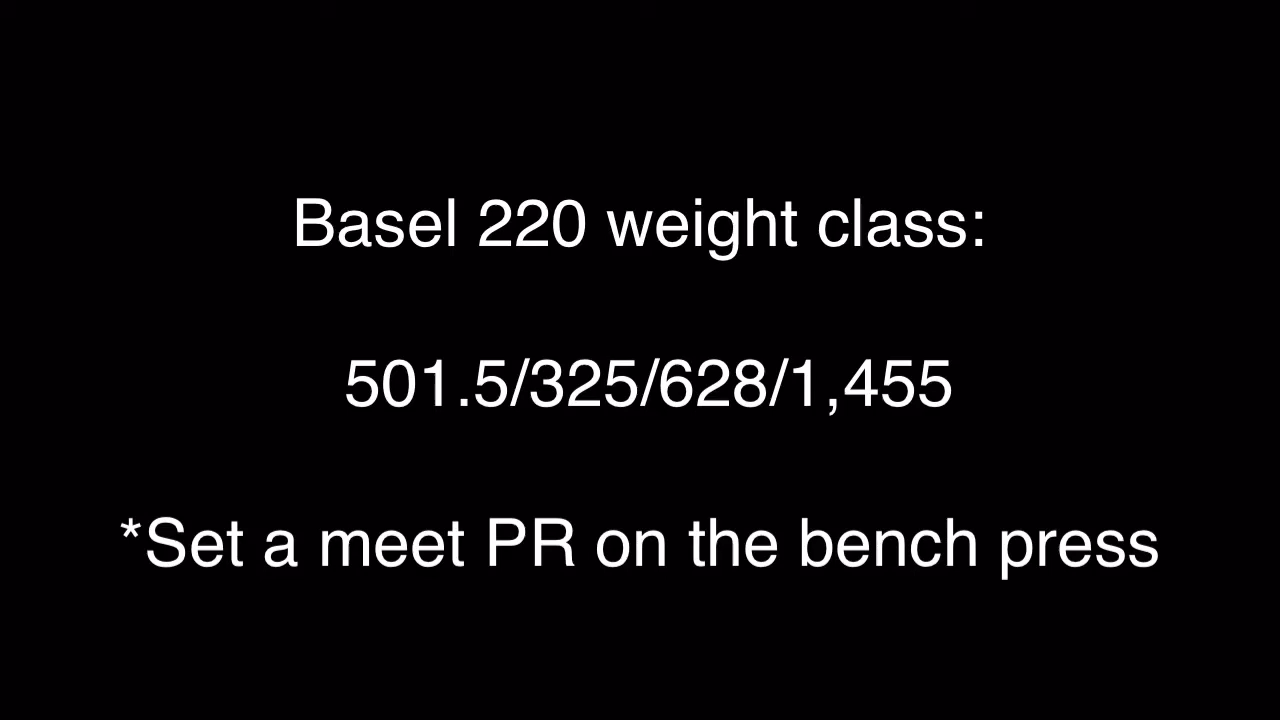 Basel 220 weight class:
501.5/325/628/1,455
*Set a meet PR on the bench press